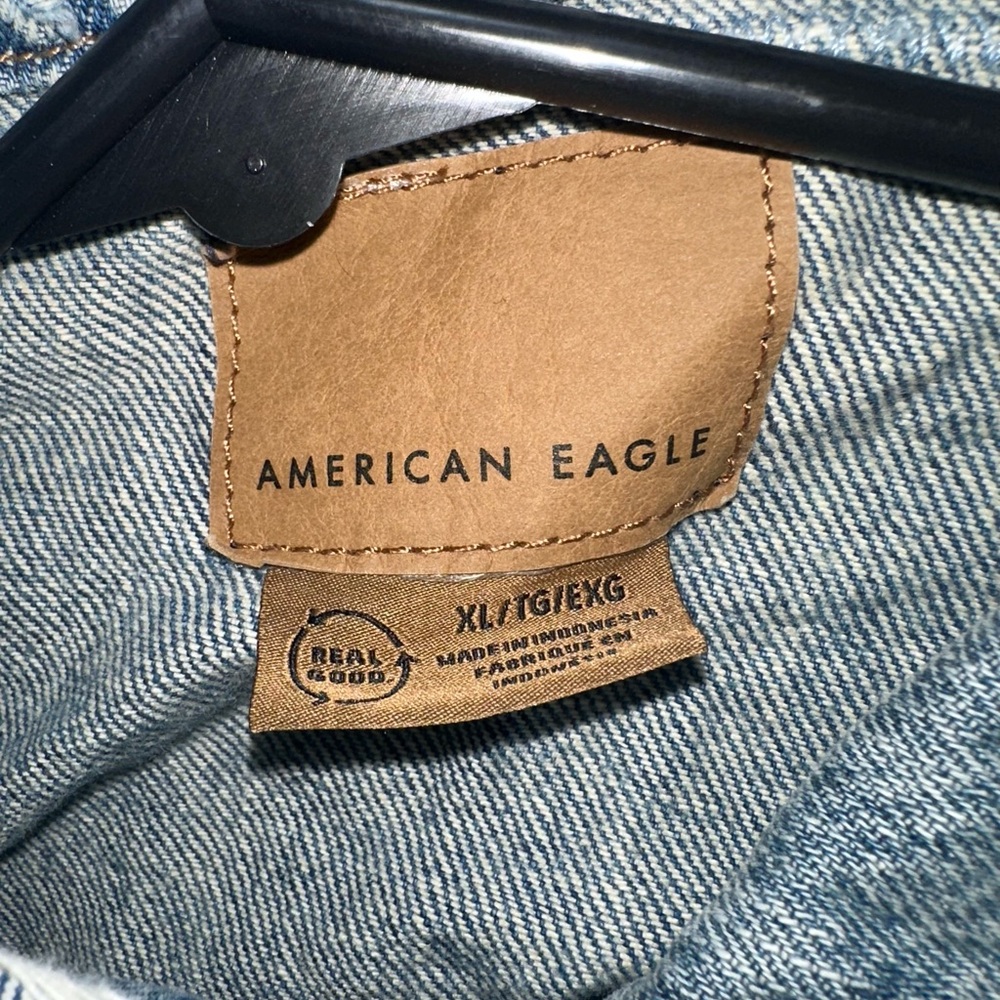 AMERICAN EAGLE
XL/TG/EXG
REAL
GOOD.
MADE IN INDONESIA
FABRIQUE EN
INDONESIE